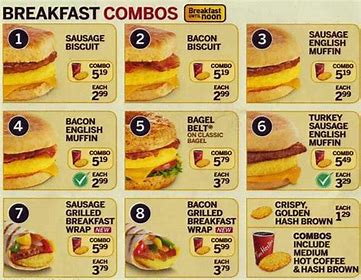 BREAKFAST COMBOS Breakfast UNTIL noon
1
SAUSAGE
BISCUIT
COMBO
5.19
EACH
2.99
2
BACON
BISCUIT
COMBO
5.19
EACH
2.99
3
SAUSAGE
ENGLISH
MUFFIN
COMBO
5.19
EACH
2.99
4
BACON
ENGLISH
MUFFIN
COMBO
5.19
EACH
2.99
5
BAGEL
BELT™
ON CLASSIC
BAGEL
COMBO
5.79
EACH
3.79
6
TURKEY
SAUSAGE
ENGLISH
MUFFIN
COMBO
5.49
EACH
3.29
7
SAUSAGE
GRILLED
BREAKFAST
WRAP NEW
COMBO
5.99
EACH
3.79
8
BACON
GRILLED
BREAKFAST
WRAP NEW
COMBO
5.99
EACH
3.79
CRISPY,
GOLDEN
HASH BROWN
EACH
1.29
COMBOS
INCLUDE
MEDIUM
HOT COFFEE
& HASH BROWN